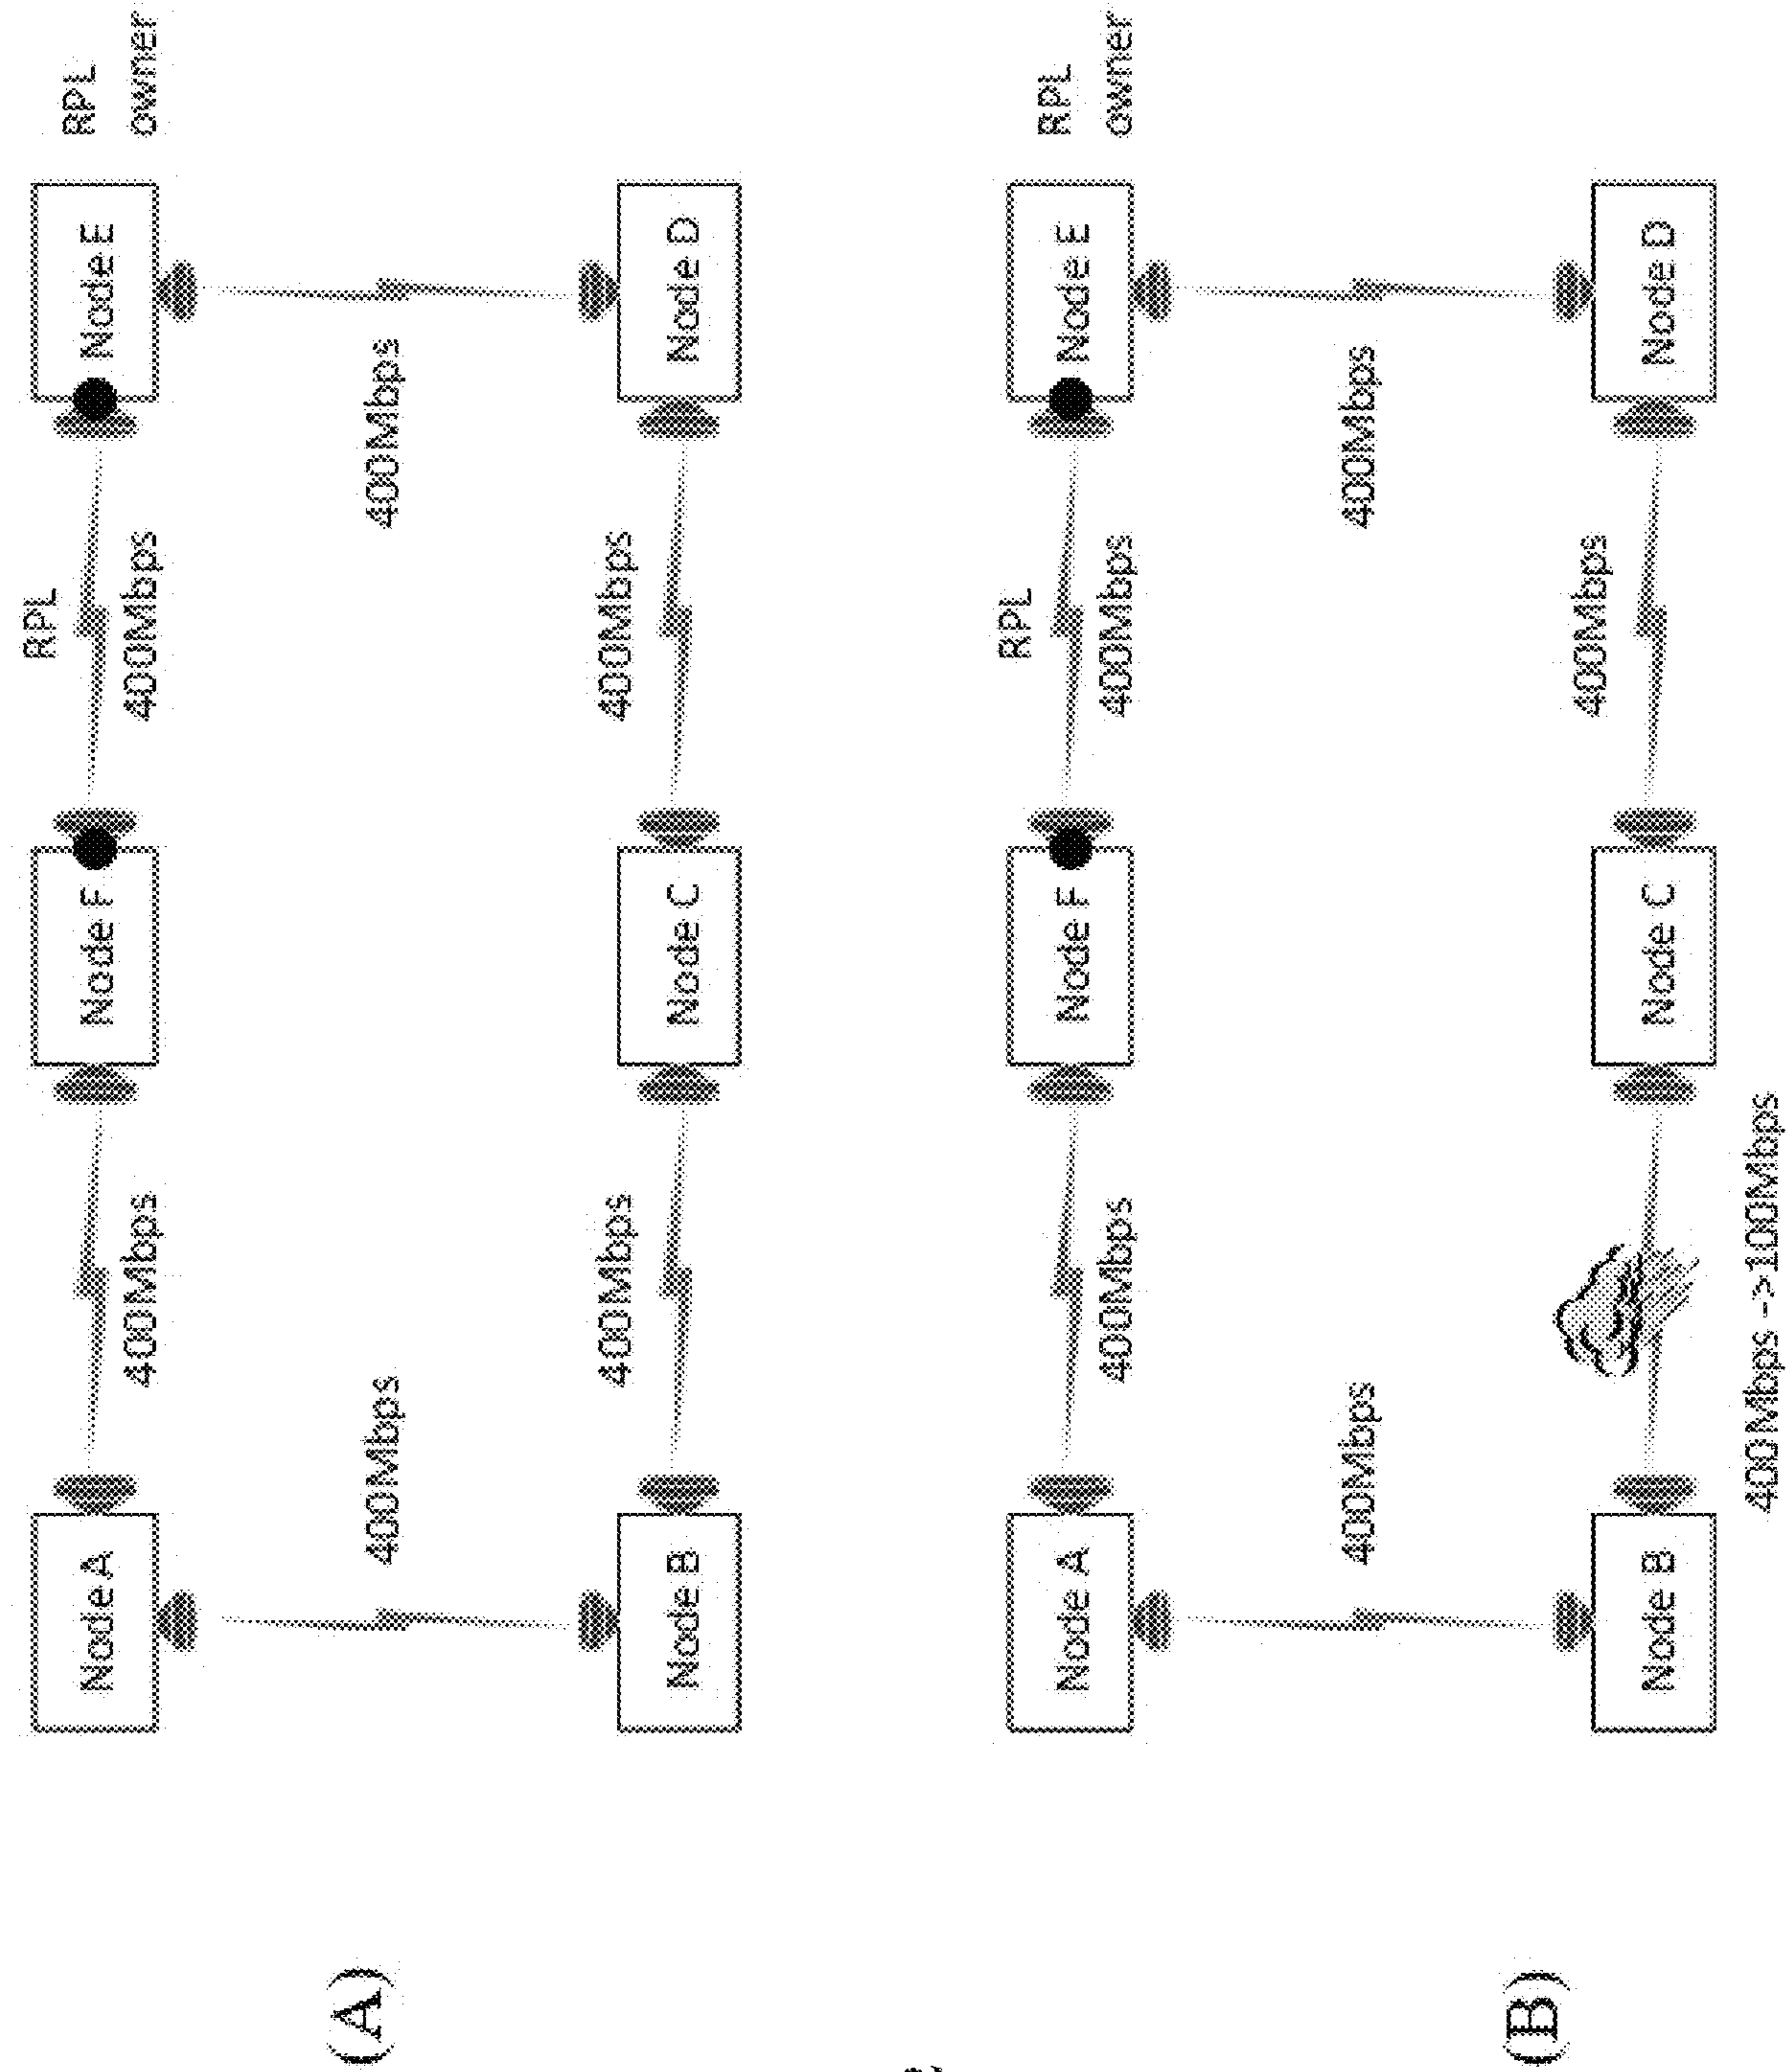 RPL
RPL
owner
Node A
Node F
Node E
400Mbps
400Mbps
(A)
400Mbps
400Mbps
400Mbps
400Mbps
Node B
Node C
Node D
RPL
RPL
owner
Node A
Node F
Node E
400Mbps
400Mbps
400Mbps
400Mbps
(B)
400Mbps
Node B
Node C
Node D
400Mbps ->100Mbps